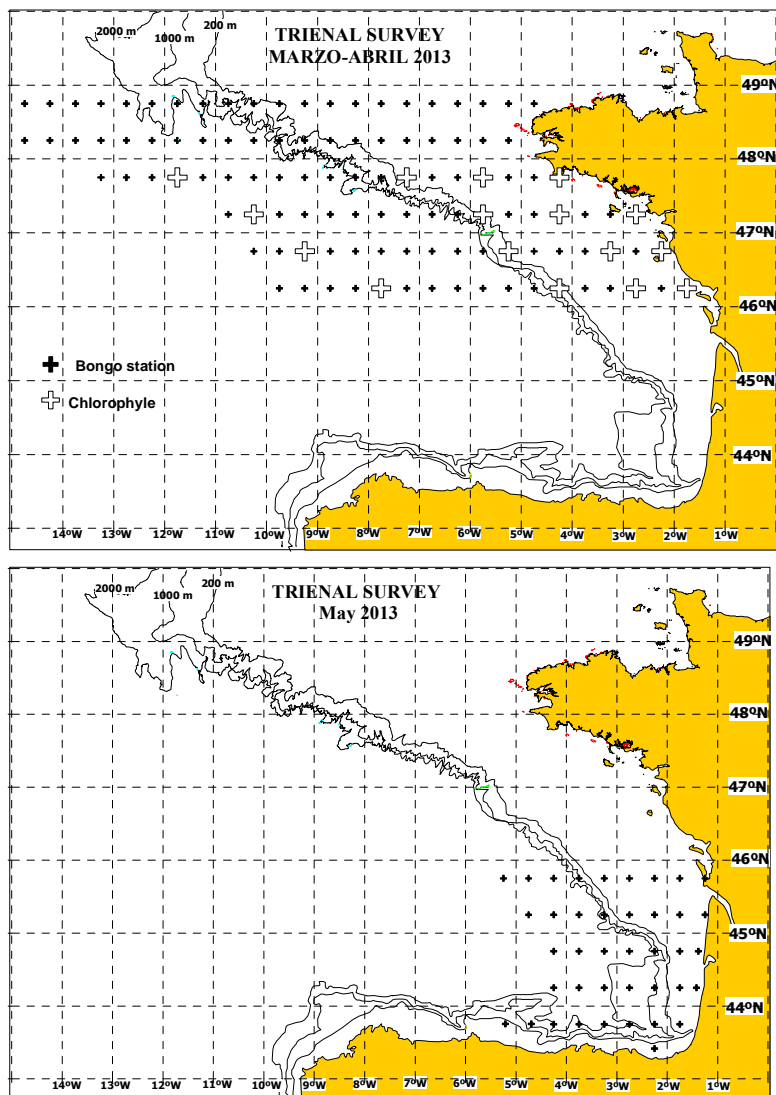 2000 m
1000 m
200 m
TRIENAL SURVEY
MARZO-ABRIL 2013
49ºN
48ºN
47ºN
46ºN
Bongo station
45ºN
Chlorophyle
44ºN
14ºW 13ºW 12ºW 11ºW 10ºW 9ºW 8ºW 7ºW 6ºW 5ºW 4ºW 3ºW 2ºW 1ºW
2000 m
1000 m
200 m
TRIENAL SURVEY
May 2013
49ºN
48ºN
47ºN
46ºN
45ºN
44ºN
14ºW 13ºW 12ºW 11ºW 10ºW 9ºW 8ºW 7ºW 6ºW 5ºW 4ºW 3ºW 2ºW 1ºW